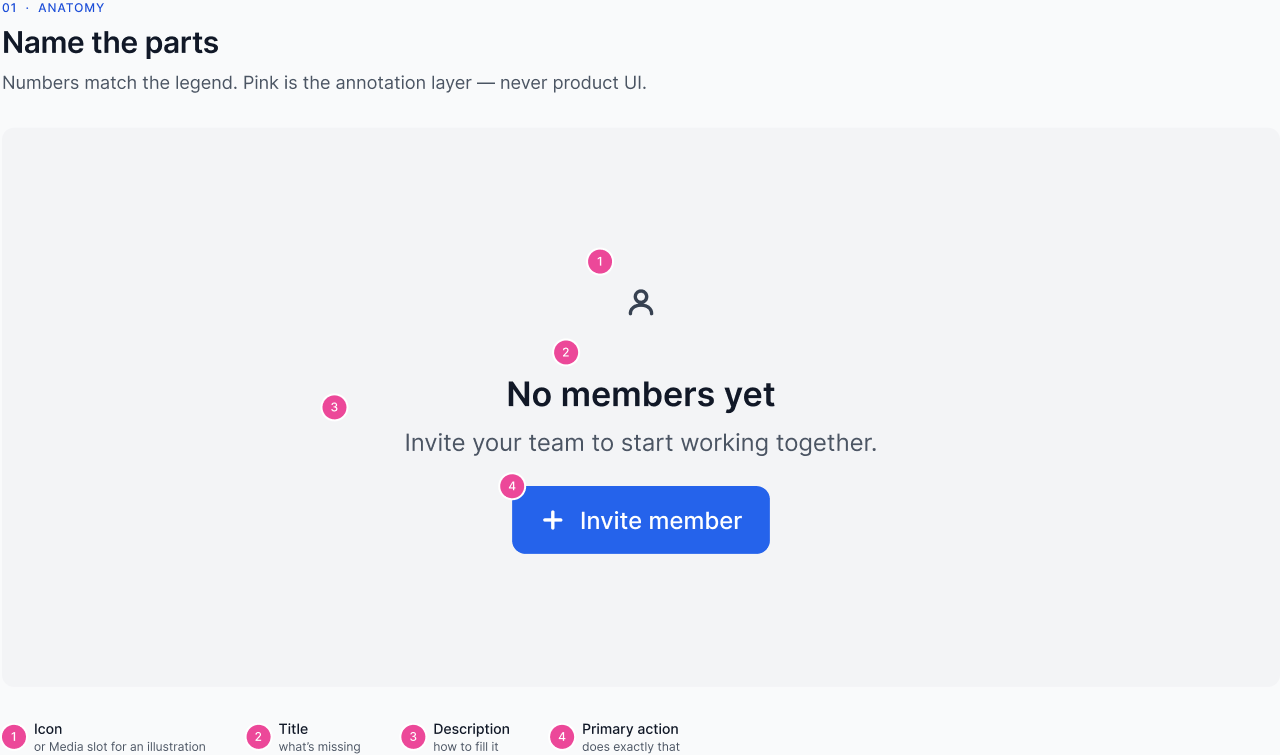 01 · ANATOMY
Name the parts
Numbers match the legend. Pink is the annotation layer — never product UI.
1
2
No members yet
3
Invite your team to start working together.
4
Invite member
1 Icon
or Media slot for an illustration
2 Title
what's missing
3 Description
how to fill it
4 Primary action
does exactly that